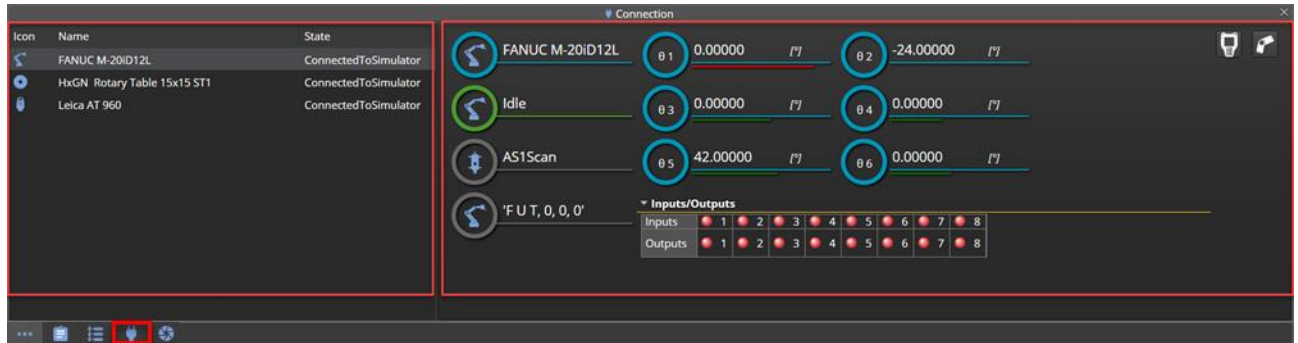 Connection
Icon Name State
FANUC M-20iD12L ConnectedToSimulator
HxGN Rotary Table 15x15 ST1 ConnectedToSimulator
Leica AT 960 ConnectedToSimulator
FANUC M-20iD12L θ1 0.00000 [°] θ2 -24.00000 [°]
Idle θ3 0.00000 [°] θ4 0.00000 [°]
AS1Scan θ5 42.00000 [°] θ6 0.00000 [°]
'F U T, 0, 0, 0'
Inputs/Outputs
Inputs 1 2 3 4 5 6 7 8
Outputs 1 2 3 4 5 6 7 8